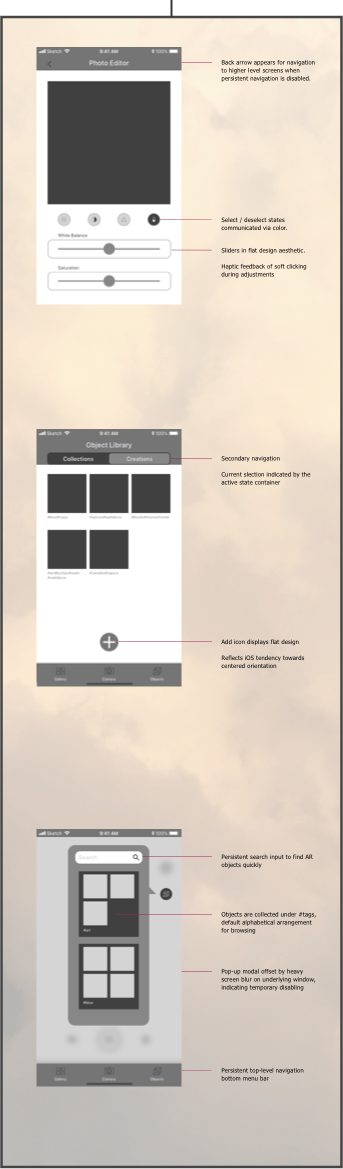 Sketch 9:41 AM 100%
Photo Editor
Back arrow appears for navigation
to higher level screens when
persistent navigation is disabled.
Select / deselect states
communicated via color.
White Balance
Sliders in flat design aesthetic.
Haptic feedback of soft clicking
during adjustments
Saturation
Sketch 9:41 AM 100%
Object Library
Collections Creations
Secondary navigation
Current slection indicated by the
active state container
Add icon displays flat design
Reflects iOS tendency towards
centered orientation
Gallery Camera Objects
Sketch 9:41 AM 100%
Search
Persistent search input to find AR
objects quickly
Objects are collected under #tags,
default alphabetical arrangement
for browsing
Pop-up modal offset by heavy
screen blur on underlying window,
indicating temporary disabling
Gallery Camera Objects
Persistent top-level navigation
bottom menu bar